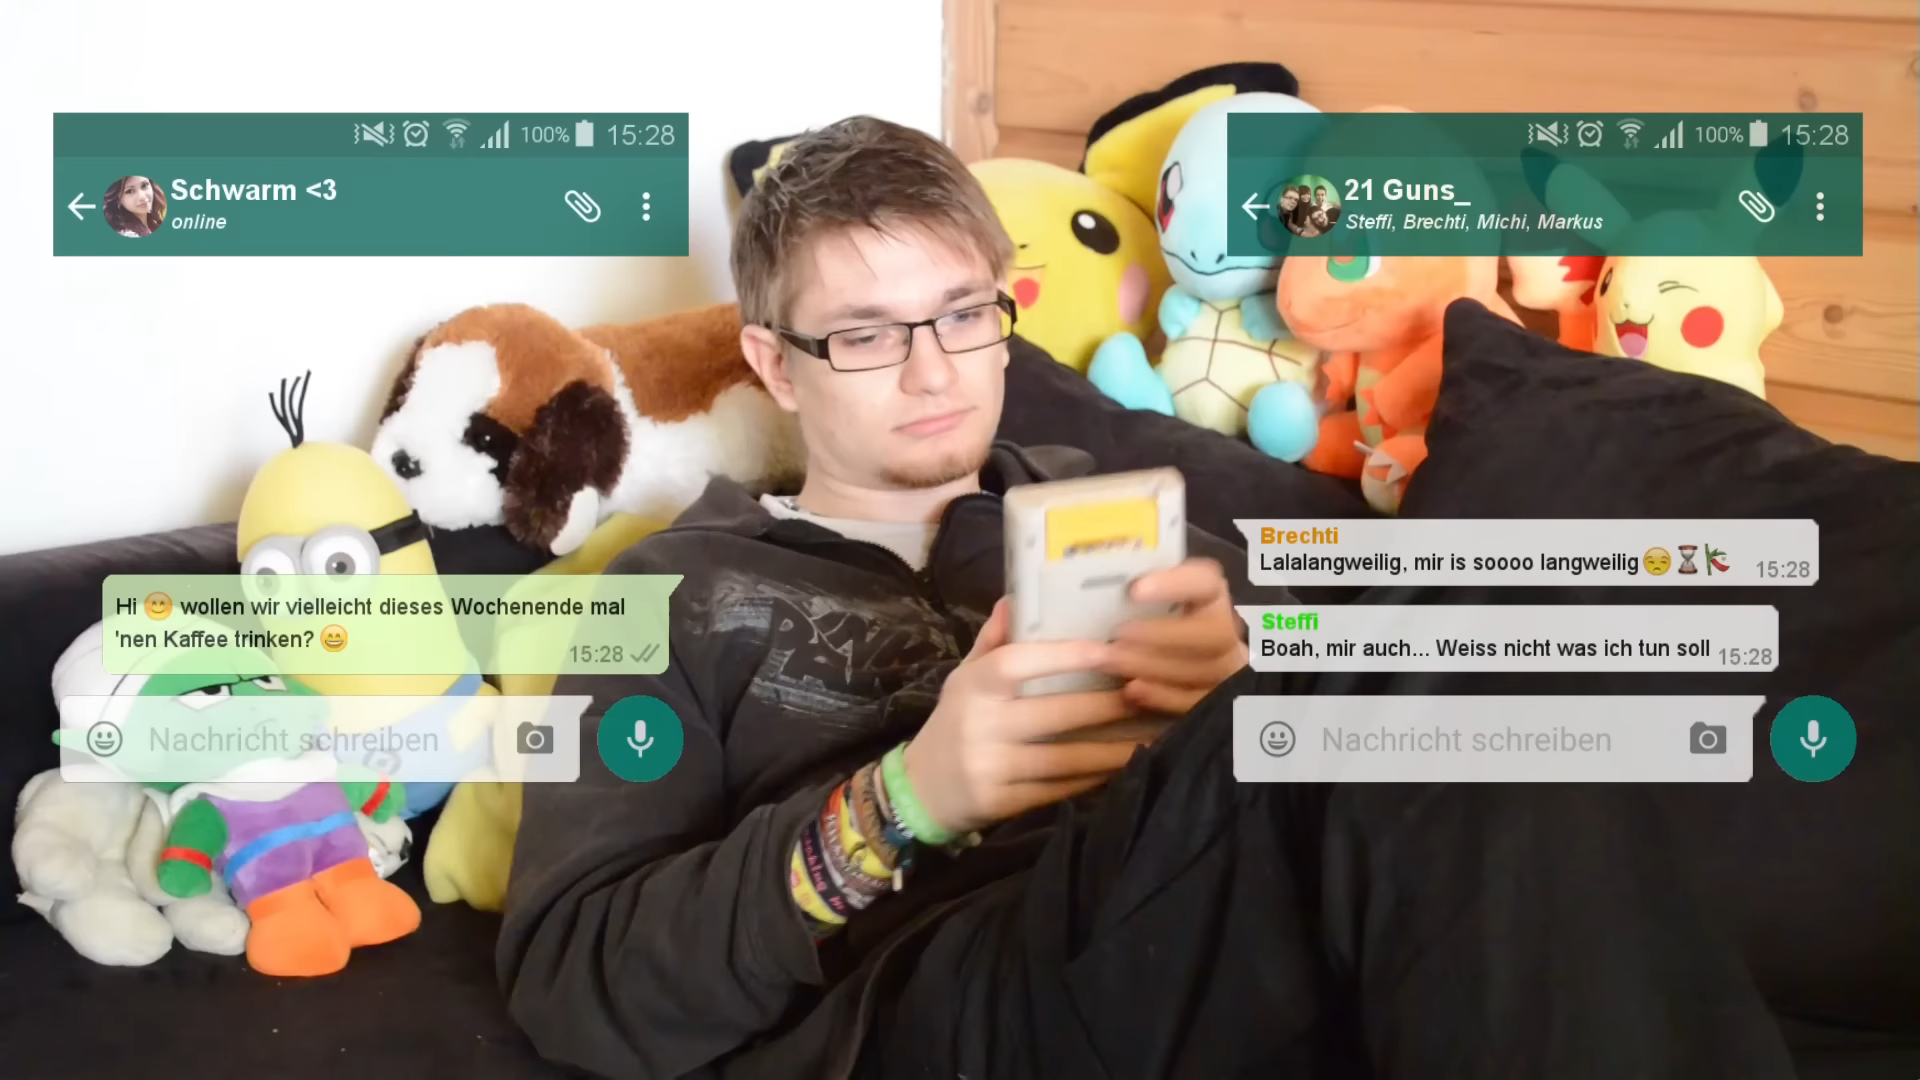 100% 15:28
Schwarm <3
online
Hi 😊 wollen wir vielleicht dieses Wochenende mal
'nen Kaffee trinken? 😄
15:28
Nachricht schreiben
100% 15:28
21 Guns_
Steffi, Brechti, Michi, Markus
Brechti
Lalalangweilig, mir is soooo langweilig😒⌛🎋
15:28
Steffi
Boah, mir auch... Weiss nicht was ich tun soll
15:28
Nachricht schreiben